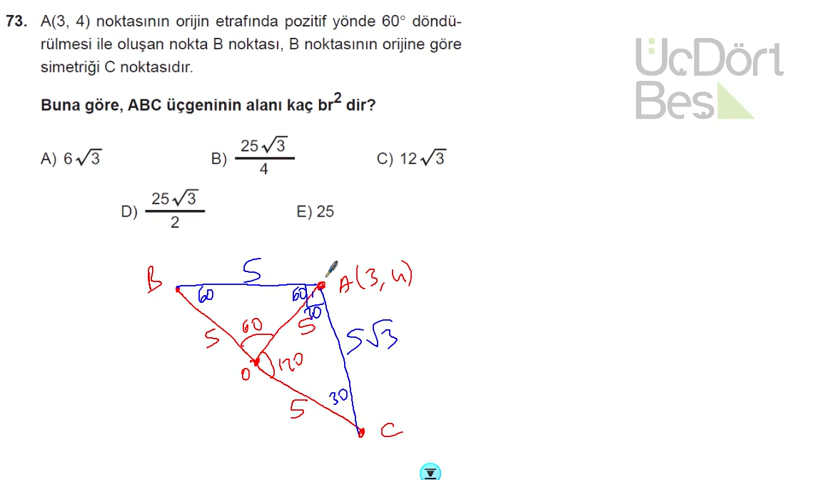 73. A(3, 4) noktasının orijin etrafında pozitif yönde 60° döndü-
rülmesi ile oluşan nokta B noktası, B noktasının orijine göre
simetriği C noktasıdır.
Buna göre, ABC üçgeninin alanı kaç br² dir?
A) 6√3 B) 25√3/4 C) 12√3
D) 25√3/2 E) 25
ÜçDört
Beş
B 5 A(3, 4)
60 60
30
5 60 5 5√3
O 120
30
5
C